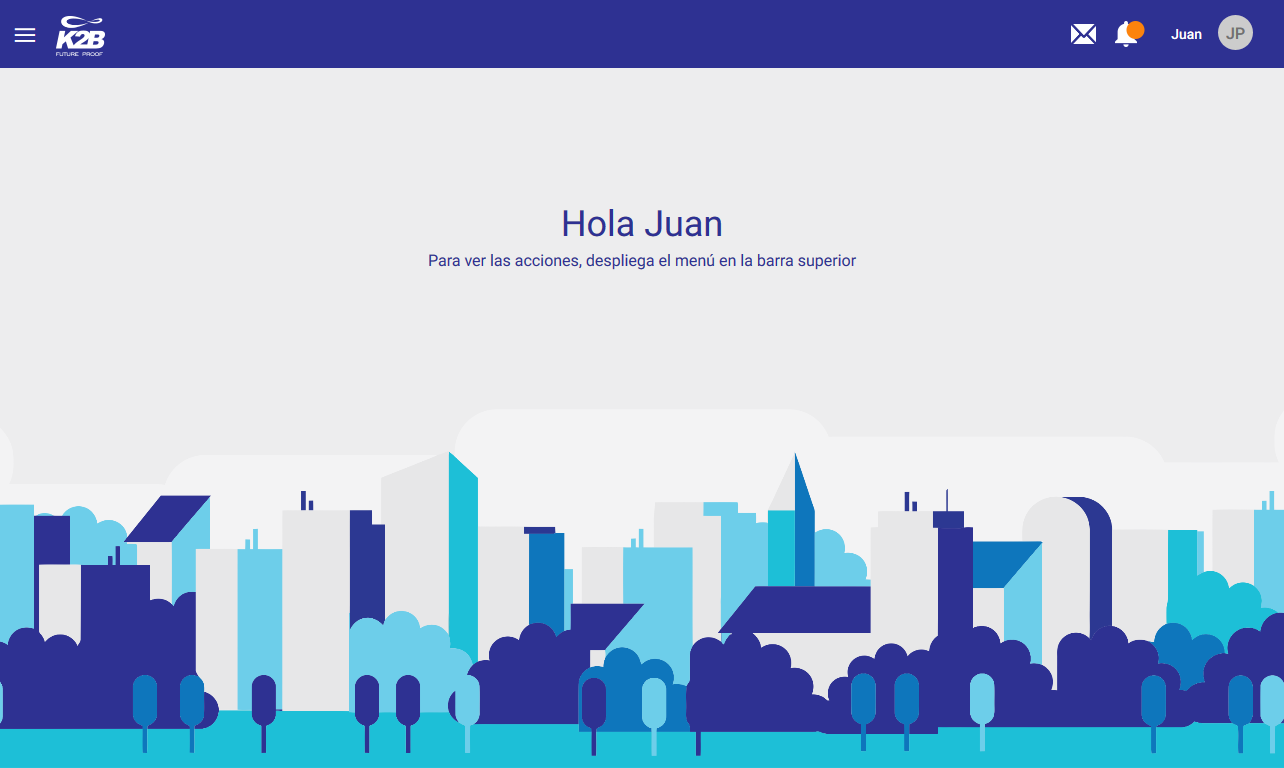 K2B
FUTURE PROOF
Juan
JP
Hola Juan
Para ver las acciones, despliega el menú en la barra superior